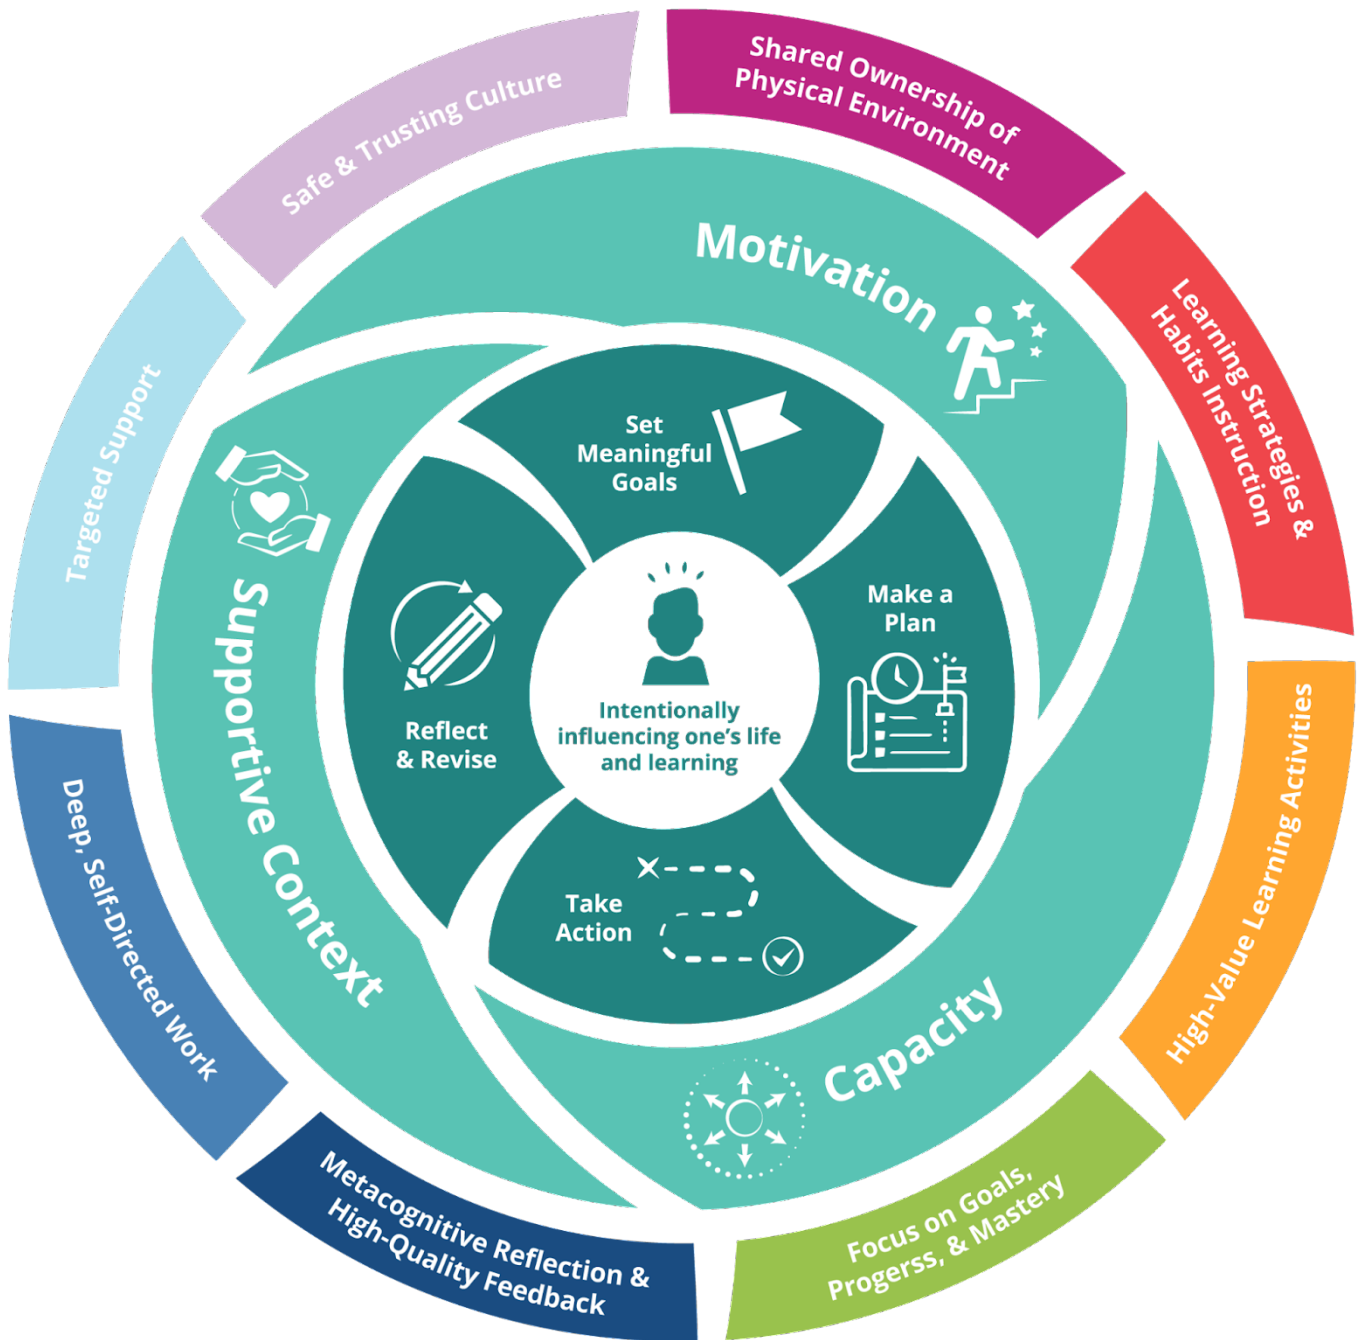 Shared Ownership of
Physical Environment
Learning Strategies &
Habits Instruction
High-Value Learning Activities
Focus on Goals,
Progerss, & Mastery
Metacognitive Reflection &
High-Quality Feedback
Deep, Self-Directed Work
Targeted Support
Safe & Trusting Culture
Motivation
Capacity
Supportive Context
Set
Meaningful
Goals
Make a
Plan
Take
Action
Reflect
& Revise
Intentionally
influencing one's life
and learning